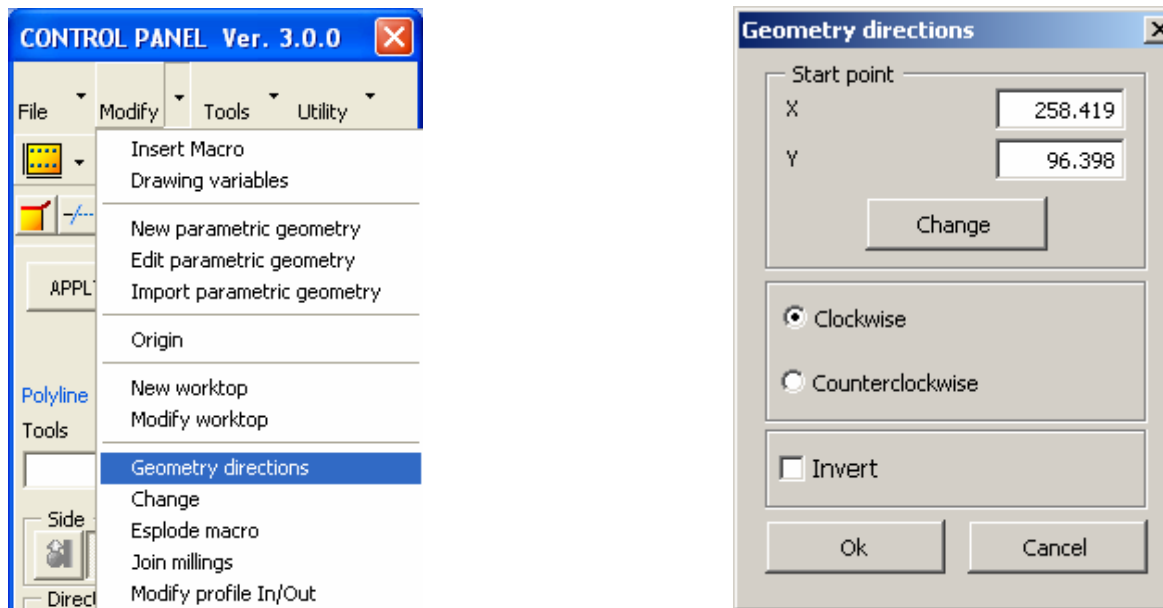 CONTROL PANEL Ver. 3.0.0
File Modify Tools Utility
Insert Macro
Drawing variables
New parametric geometry
Edit parametric geometry
Import parametric geometry
Origin
New worktop
Modify worktop
Geometry directions
Change
Esplode macro
Join millings
Modify profile In/Out
Polyline
Tools
Side
Geometry directions
Start point
X 258.419
Y 96.398
Change
Clockwise
Counterclockwise
Invert
Ok Cancel